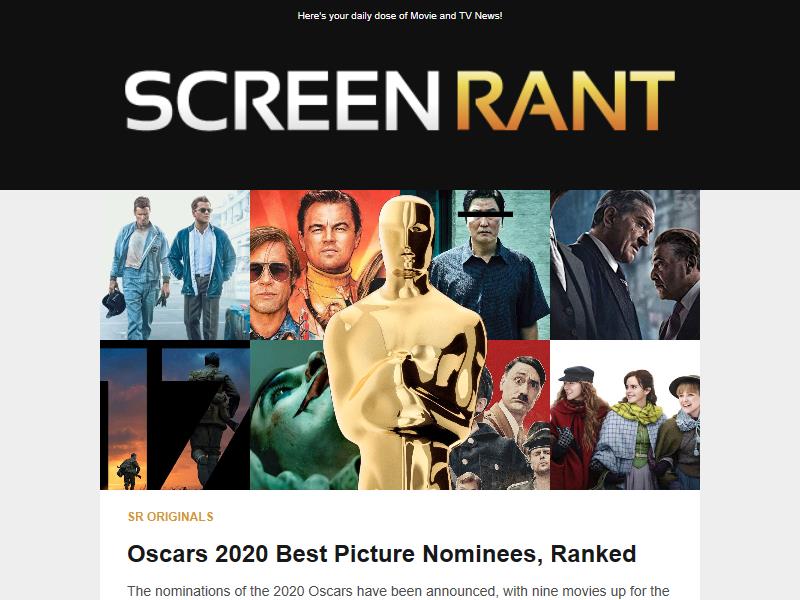 Here's your daily dose of Movie and TV News!
SCREEN RANT
17
SR ORIGINALS
Oscars 2020 Best Picture Nominees, Ranked
The nominations of the 2020 Oscars have been announced, with nine movies up for the